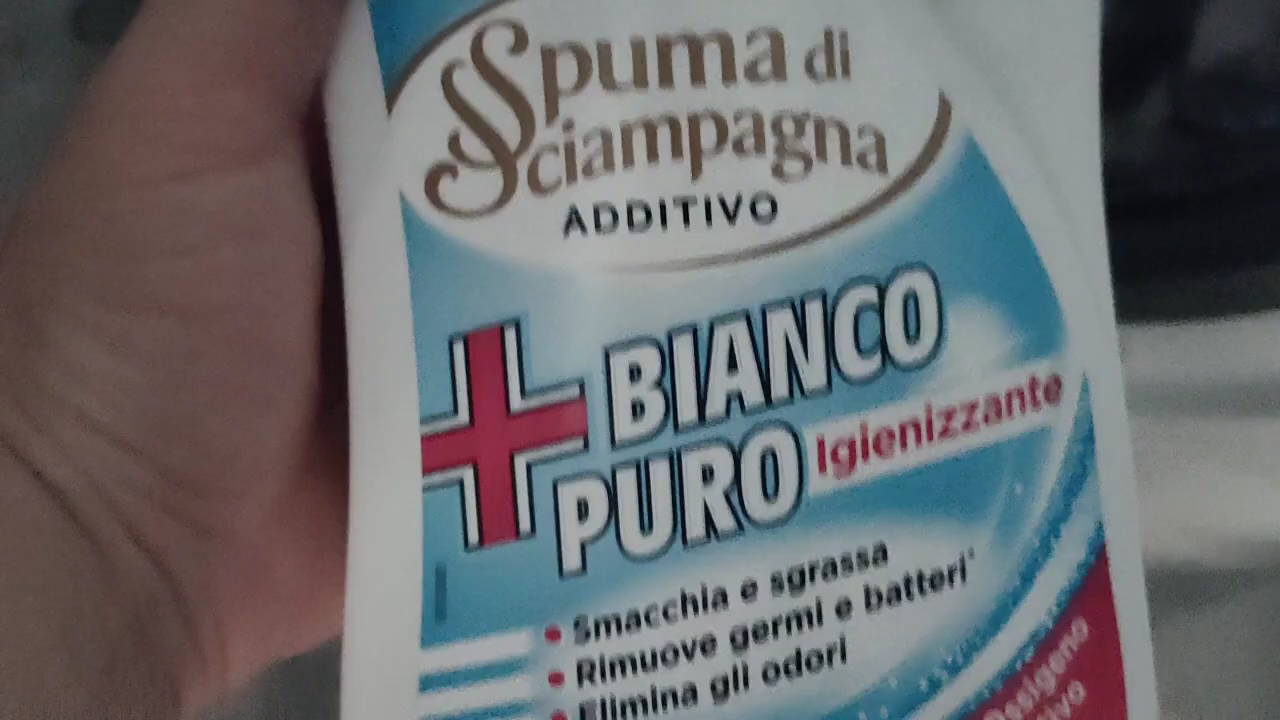 Spuma di
Sciampagna
ADDITIVO
BIANCO
PURO Igienizzante
• Smacchia e sgrassa
• Rimuove germi e batteri*
• Elimina gli odori